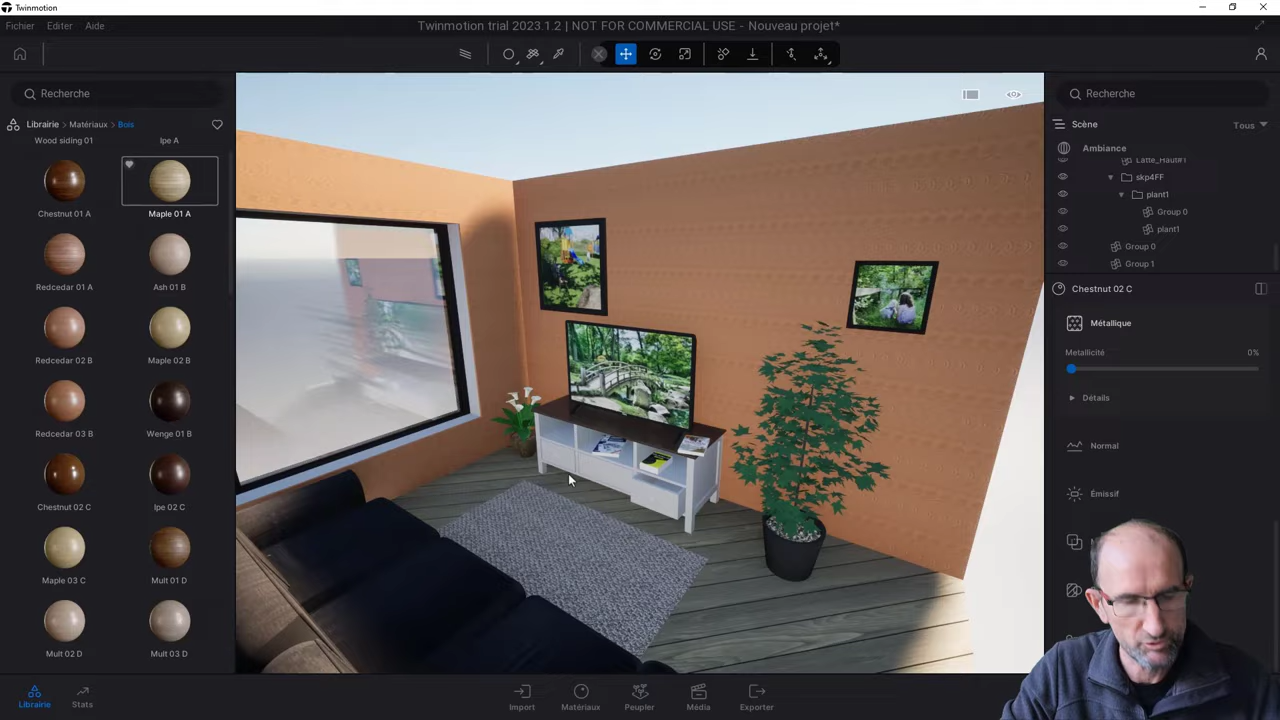 Twinmotion
Fichier Editer Aide
Twinmotion trial 2023.1.2 | NOT FOR COMMERCIAL USE - Nouveau projet*
Recherche
Librairie > Matériaux > Bois
Wood siding 01 Ipe A
Chestnut 01 A Maple 01 A
Redcedar 01 A Ash 01 B
Redcedar 02 B Maple 02 B
Redcedar 03 B Wenge 01 B
Chestnut 02 C Ipe 02 C
Maple 03 C Mult 01 D
Mult 02 D Mult 03 D
Librairie Stats
Import Matériaux Peupler Média Exporter
Recherche
Scène Tous
Ambiance
skp4FF
plant1
Group 0
plant1
Group 0
Group 1
Chestnut 02 C
Métallique
Metallicité 0%
Détails
Normal
Émissif